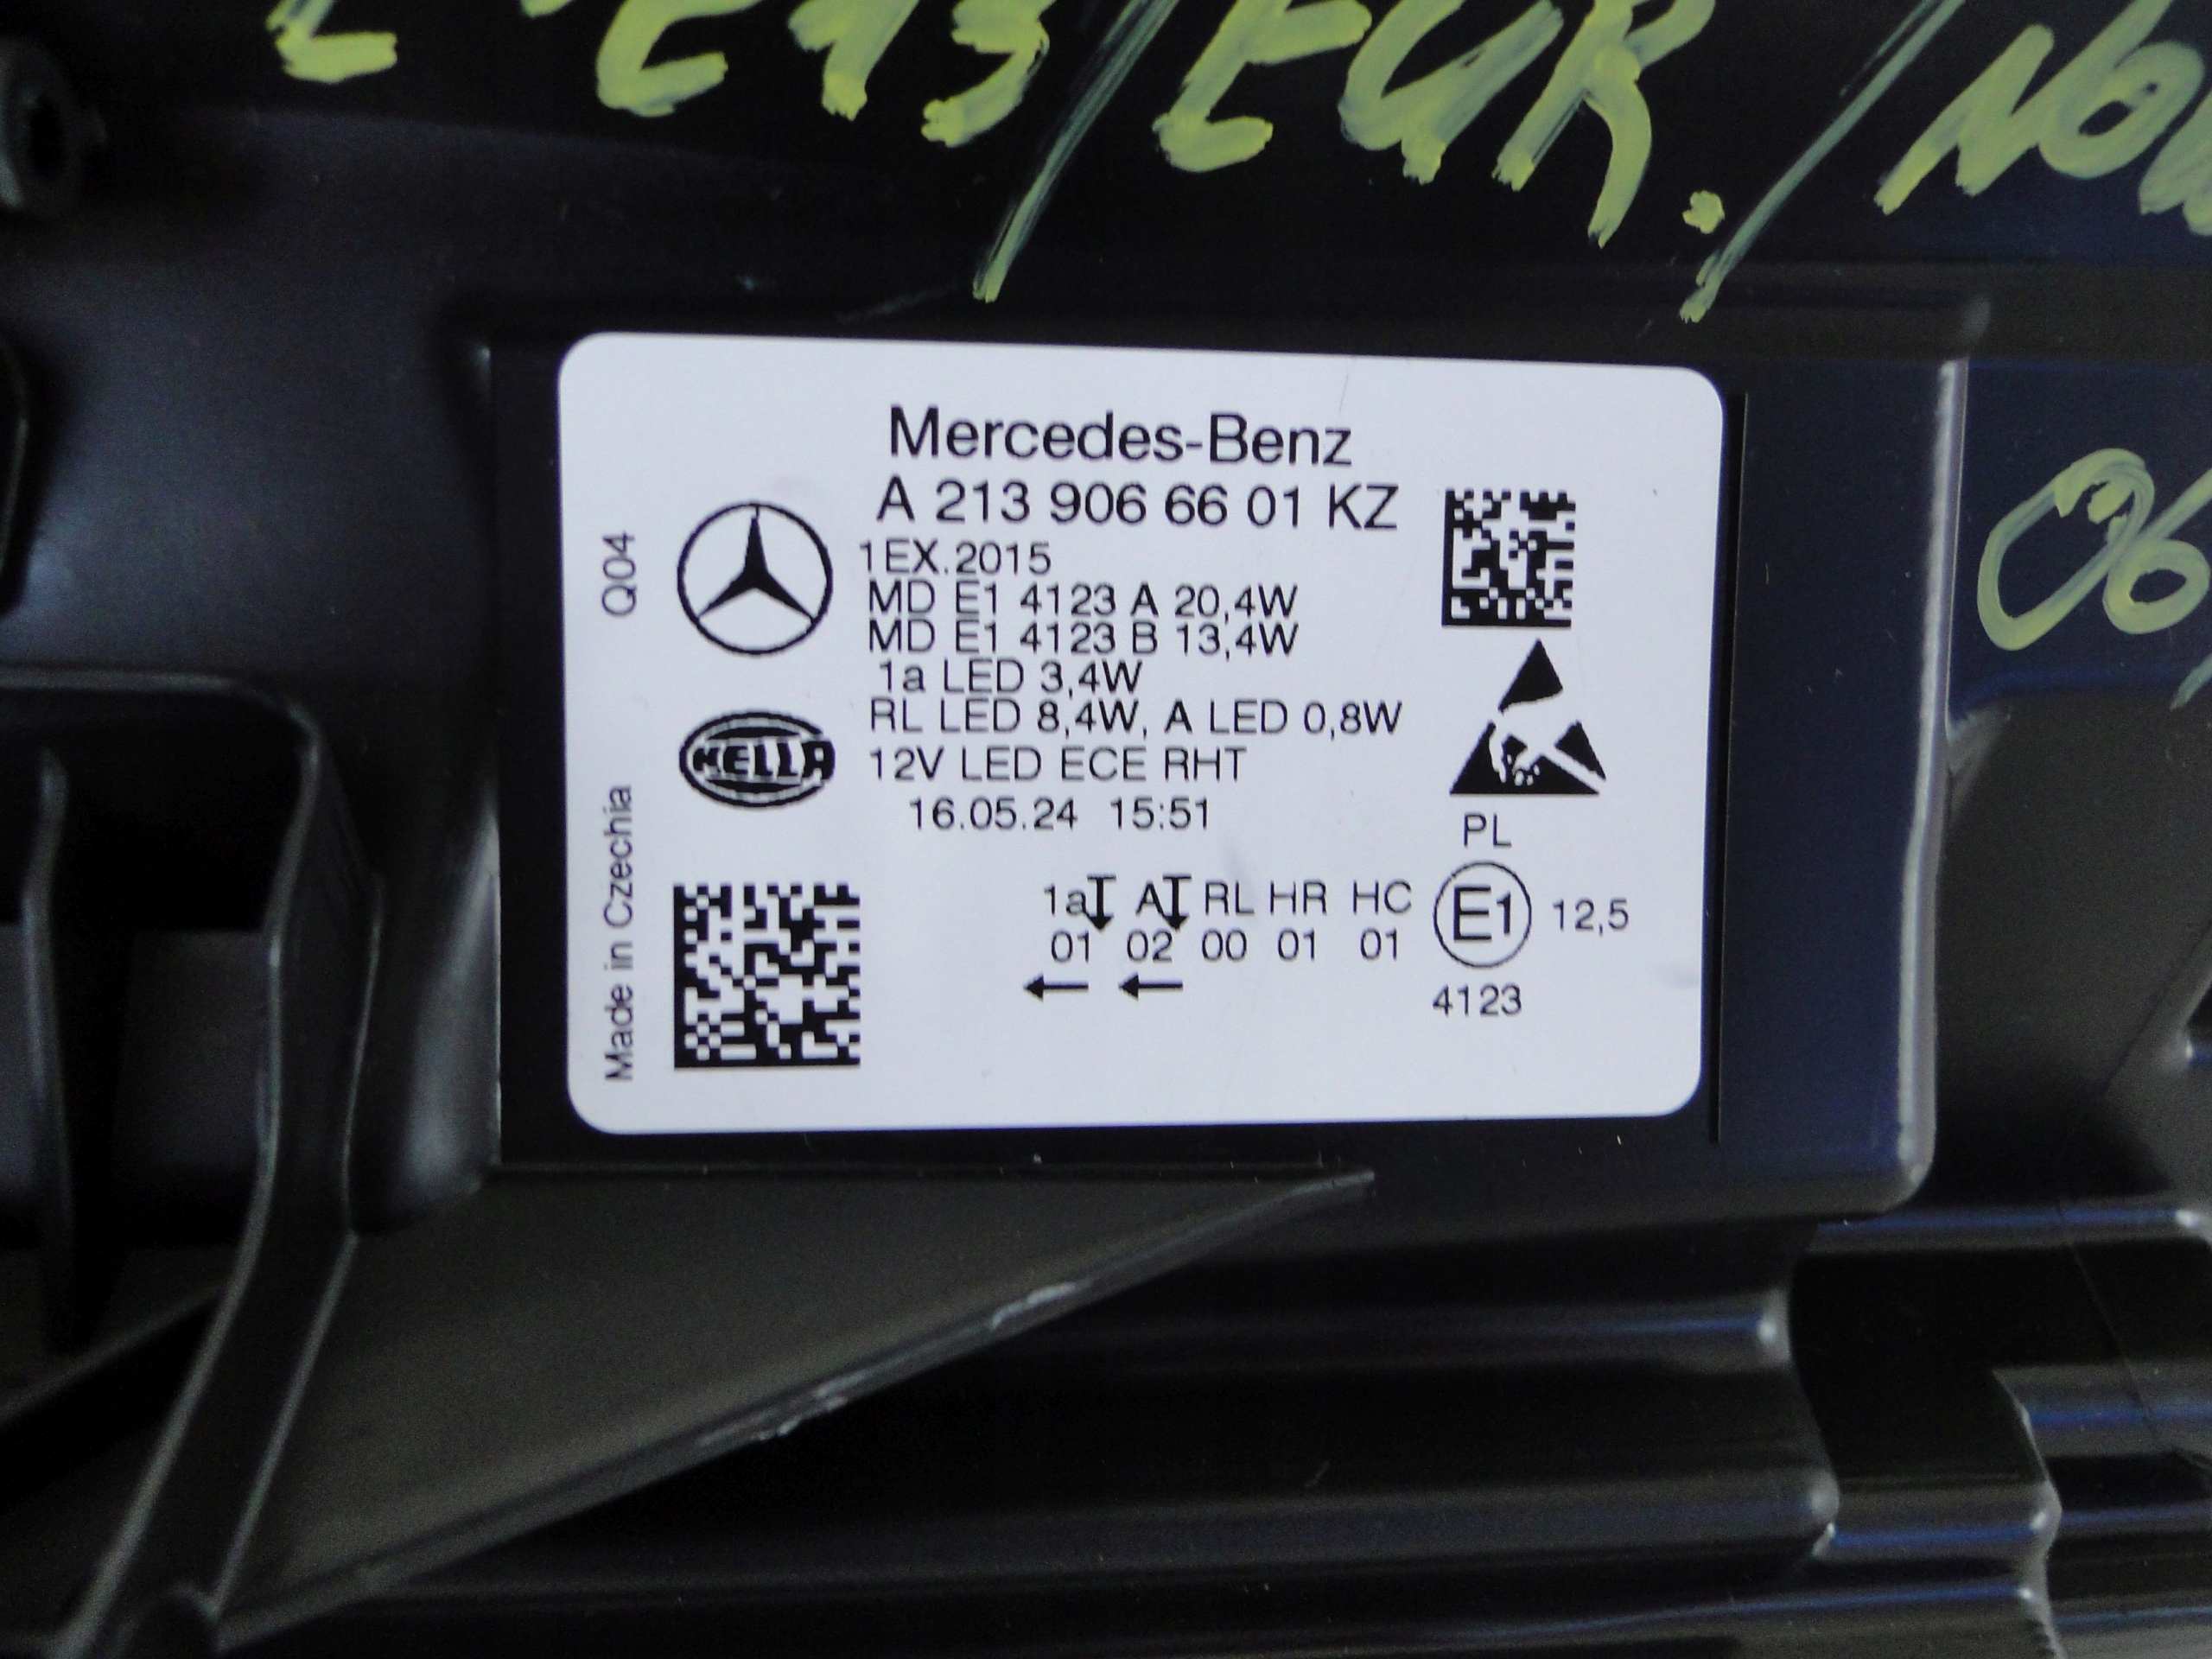 E213/EUR./
06
Mercedes-Benz
A 213 906 66 01 KZ
1EX.2015
MD E1 4123 A 20,4W
MD E1 4123 B 13,4W
1a LED 3,4W
RL LED 8,4W, A LED 0,8W
12V LED ECE RHT
16.05.24 15:51
HELLA
Q04
Made in Czechia
PL
1a A RL HR HC E1 12,5
01 02 00 01 01
4123